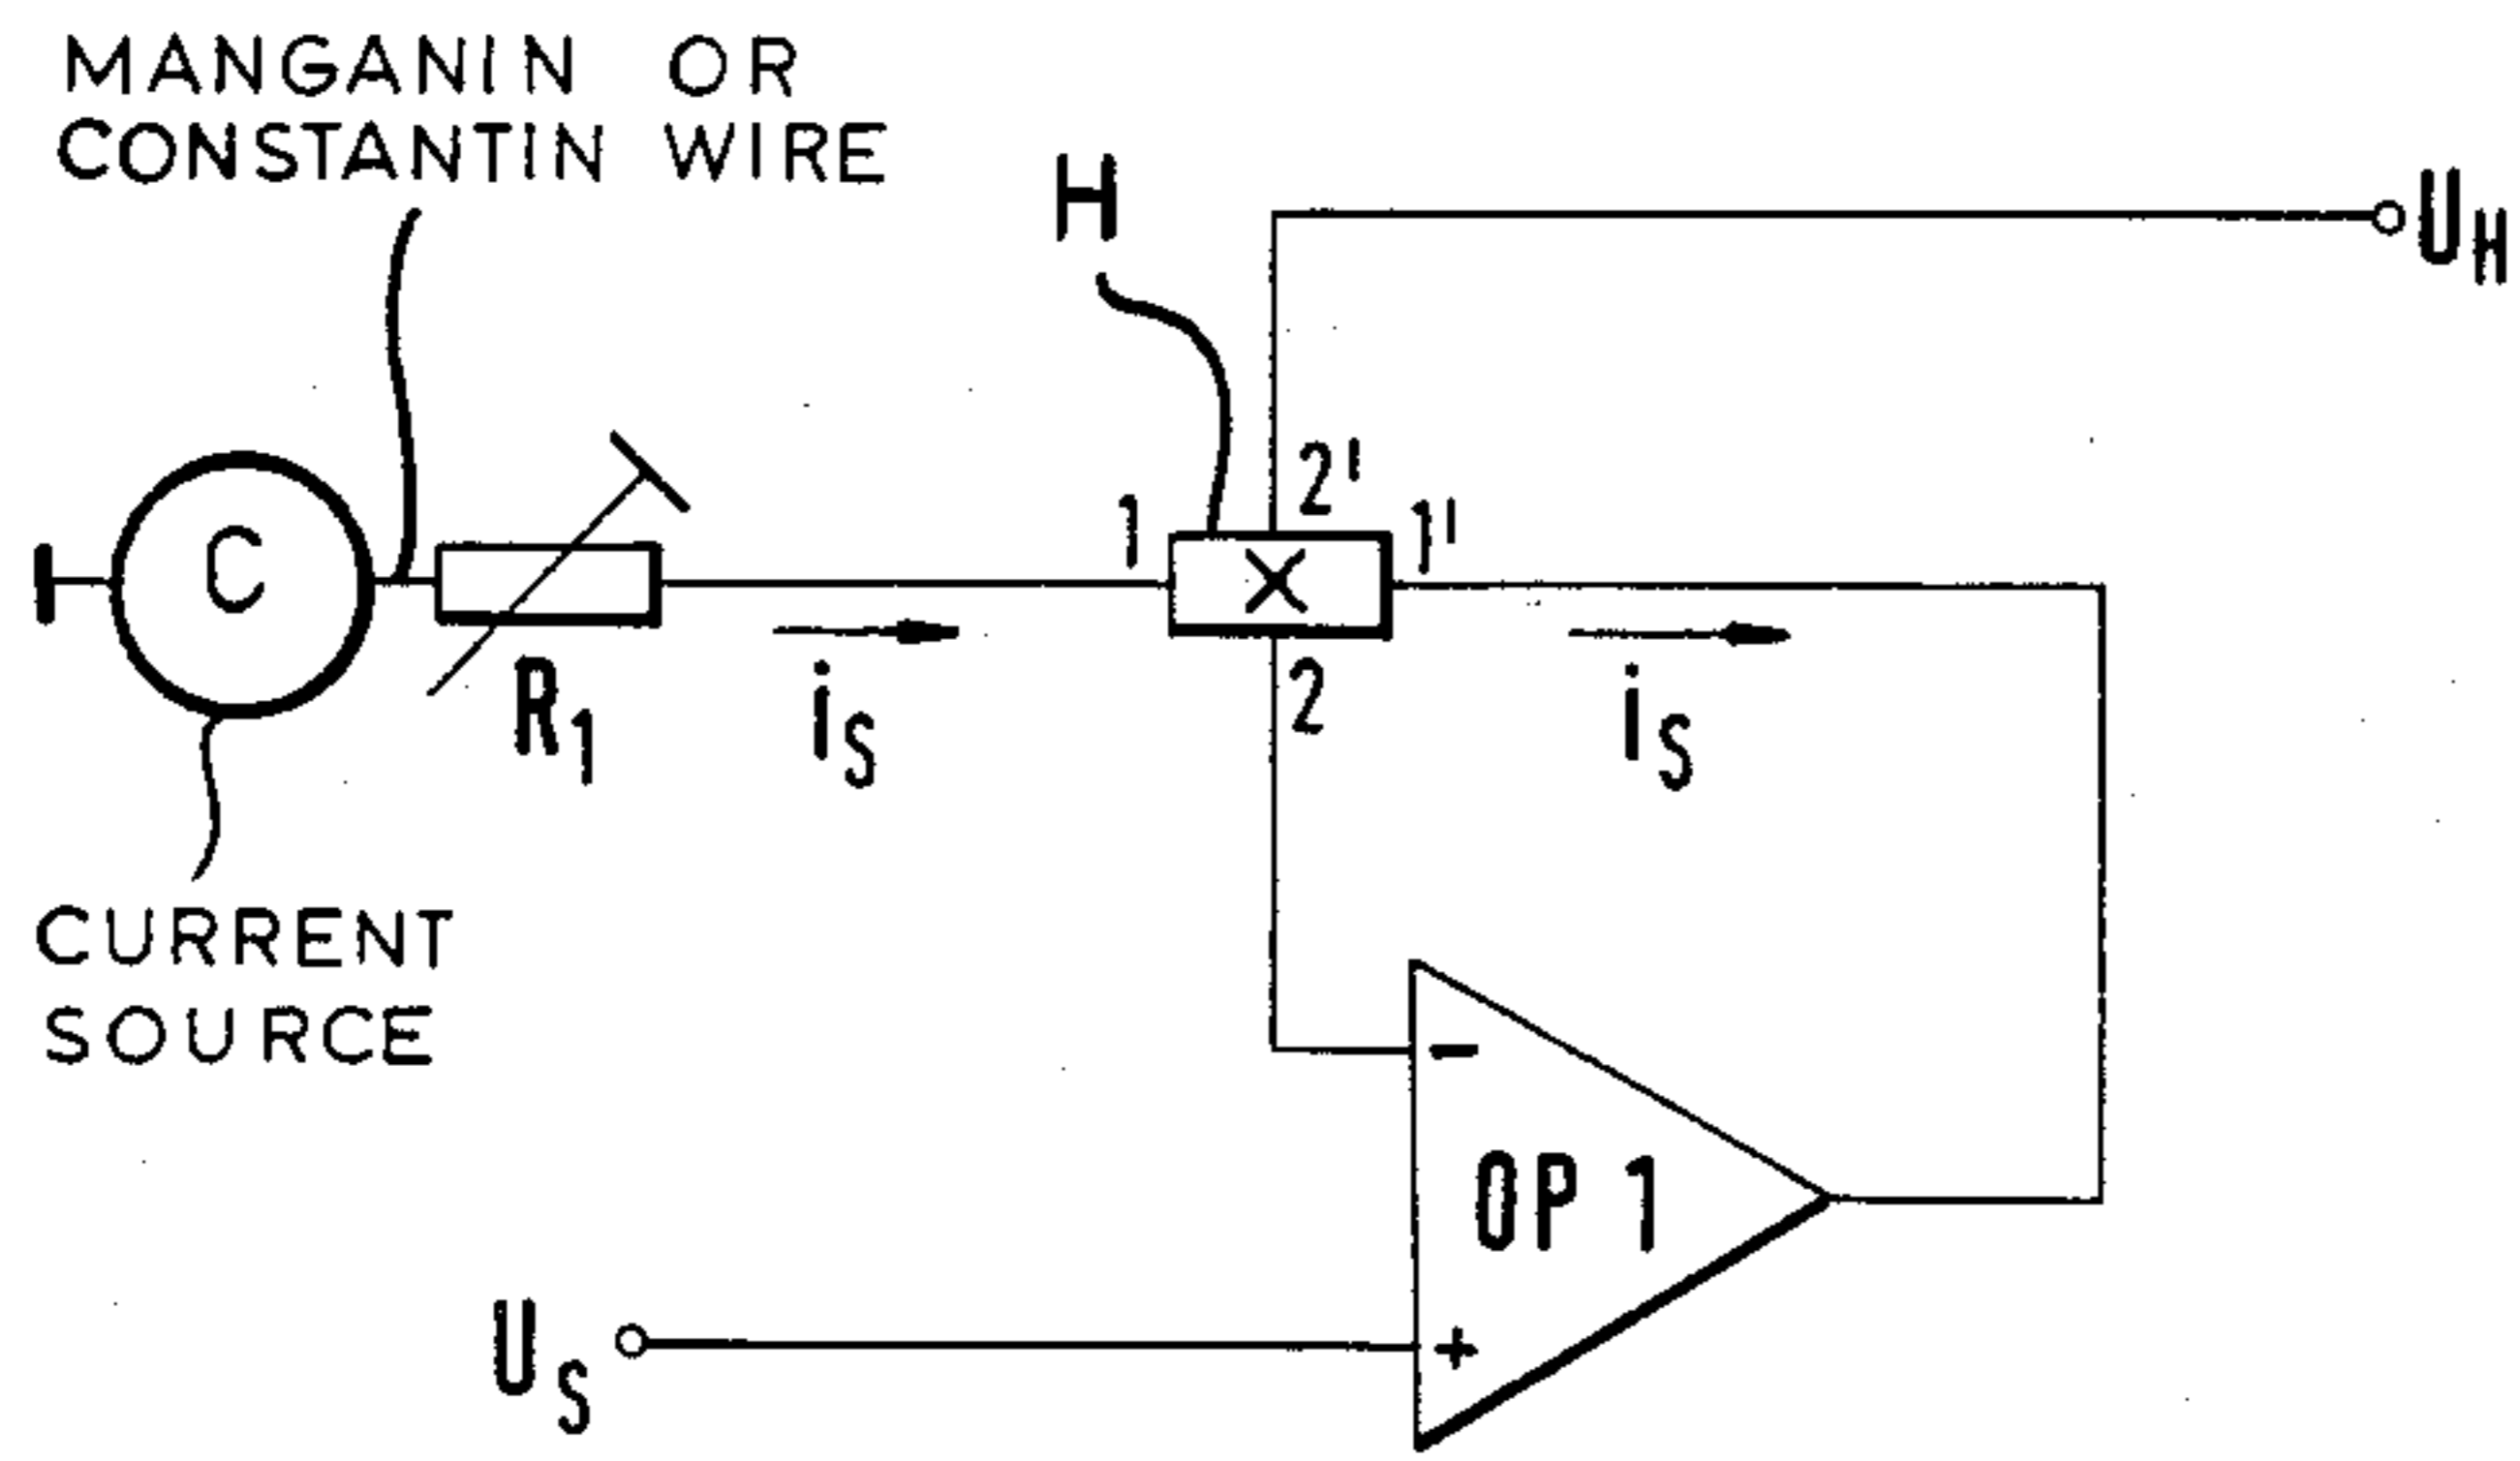 MANGANIN OR
CONSTANTIN WIRE
H
U_H
C
1
2'
1'
R_1
i_S
2
i_S
CURRENT
SOURCE
−
OP 1
U_S
+